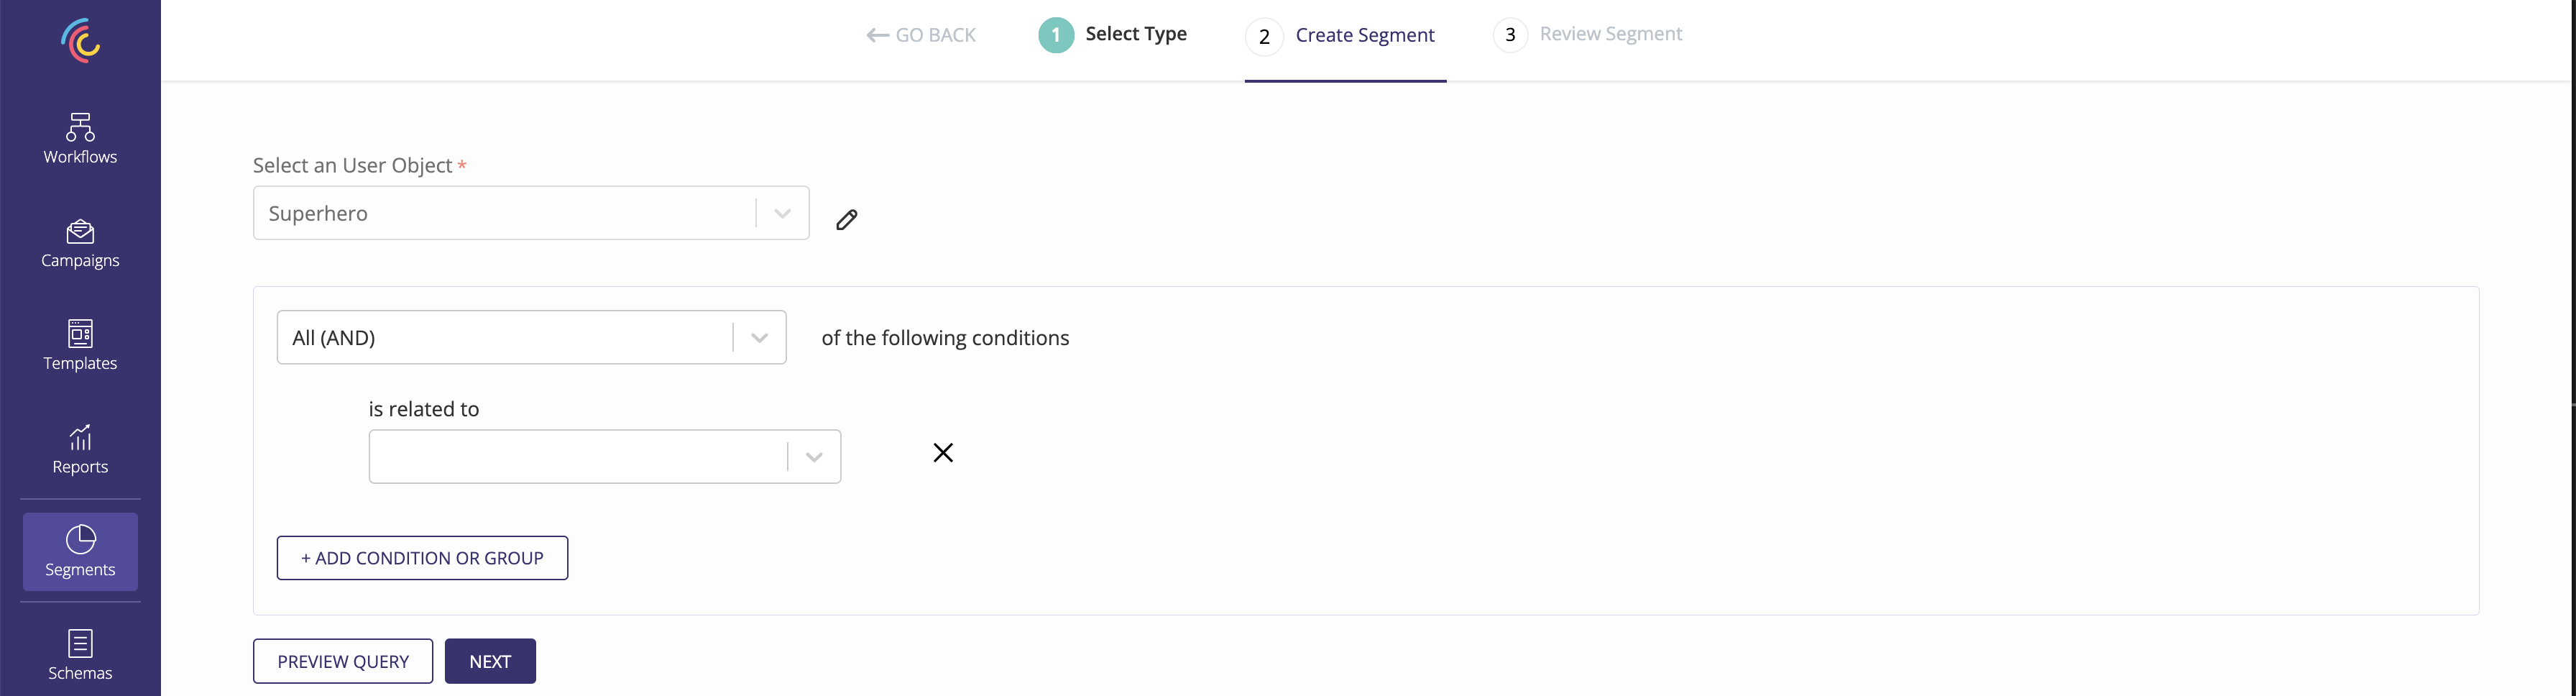 GO BACK
1 Select Type
2 Create Segment
3 Review Segment
Workflows
Campaigns
Templates
Reports
Segments
Schemas
Select an User Object *
Superhero
All (AND)
of the following conditions
is related to
+ ADD CONDITION OR GROUP
PREVIEW QUERY
NEXT